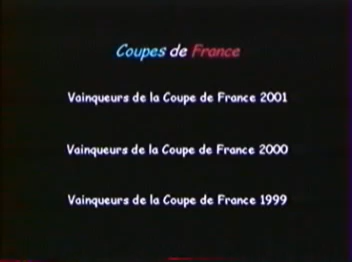 Coupes de France
Vainqueurs de la Coupe de France 2001
Vainqueurs de la Coupe de France 2000
Vainqueurs de la Coupe de France 1999